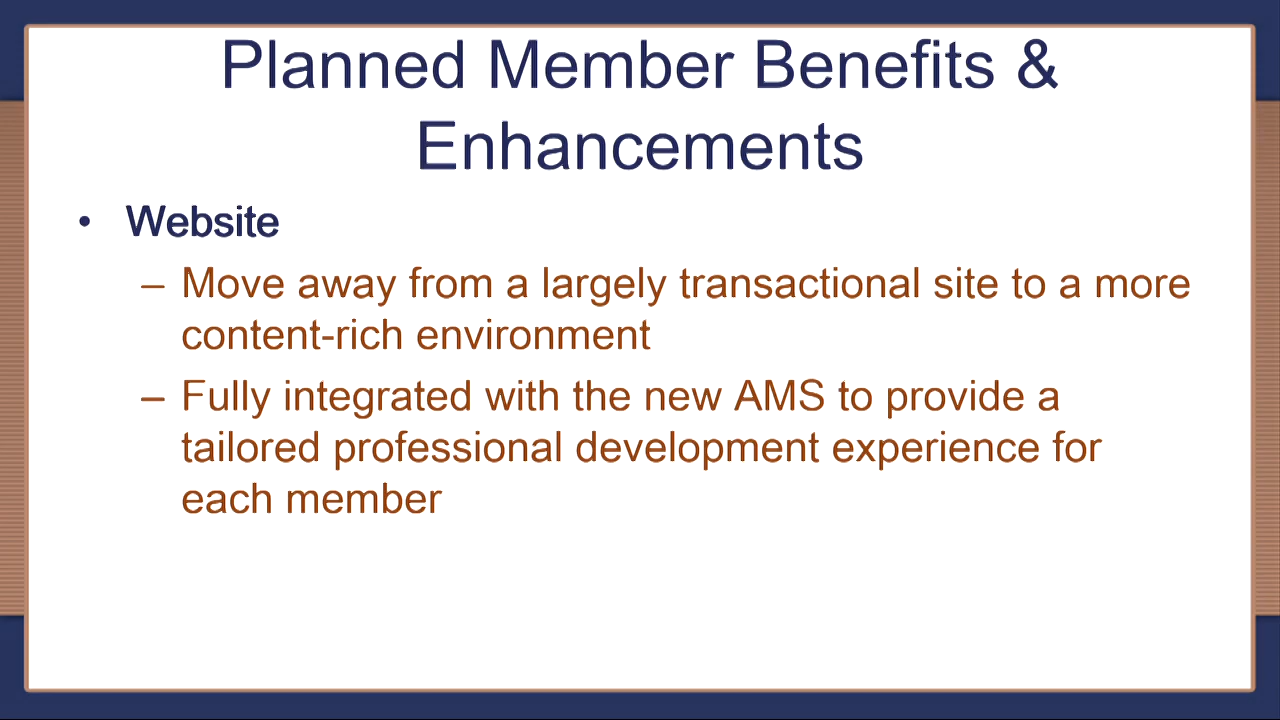 Planned Member Benefits &
Enhancements
• Website
– Move away from a largely transactional site to a more
content-rich environment
– Fully integrated with the new AMS to provide a
tailored professional development experience for
each member